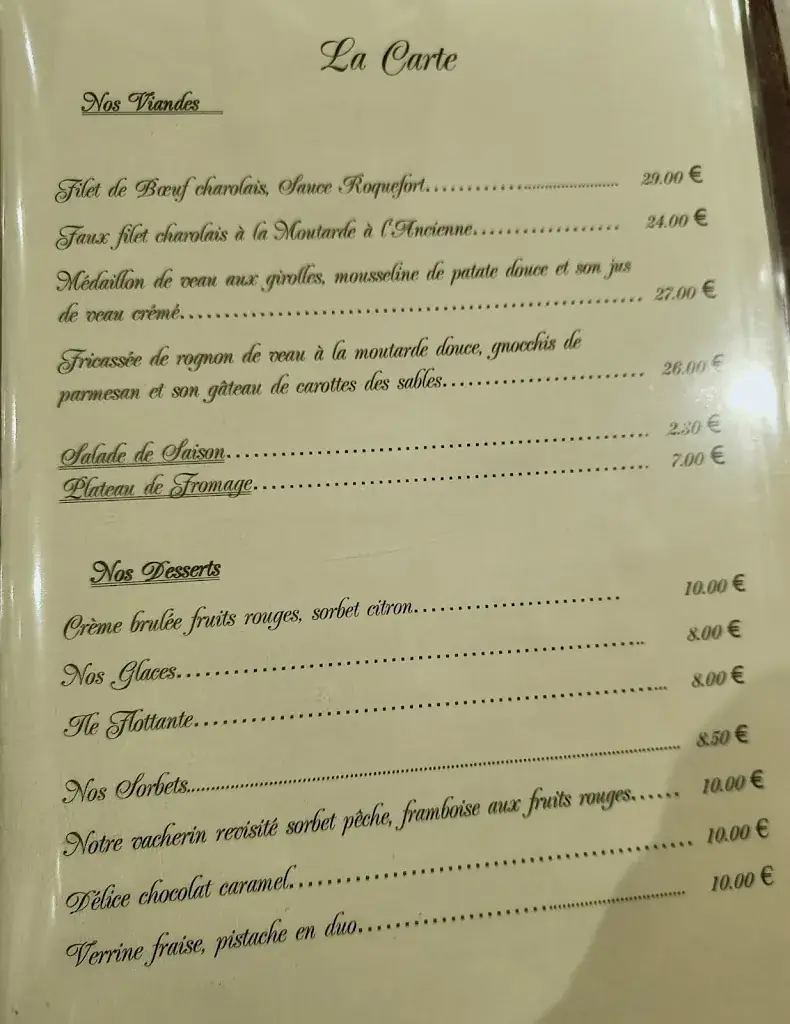 La Carte
Nos Viandes
Filet de Bœuf charolais, Sauce Roquefort.......................................... 29.00 €
Faux filet charolais à la Moutarde à l'Ancienne.................. 24.00 €
Médaillon de veau aux girolles, mousseline de patate douce et son jus
de veau crémé........................................................ 27.00 €
Fricassée de rognon de veau à la moutarde douce, gnocchis de
parmesan et son gâteau de carottes des sables........................ 26.00 €
Salade de Saison.................................................. 2.30 €
Plateau de Fromage............................................... 7.00 €
Nos Desserts
Crème brulée fruits rouges, sorbet citron......................... 10.00 €
Nos Glaces........................................................ 8.00 €
Ile Flottante...................................................... 8.00 €
Nos Sorbets........................................................ 8.50 €
Notre vacherin revisité sorbet pêche, framboise aux fruits rouges...... 10.00 €
Délice chocolat caramel................................................ 10.00 €
Verrine fraise, pistache en duo.......................................... 10.00 €